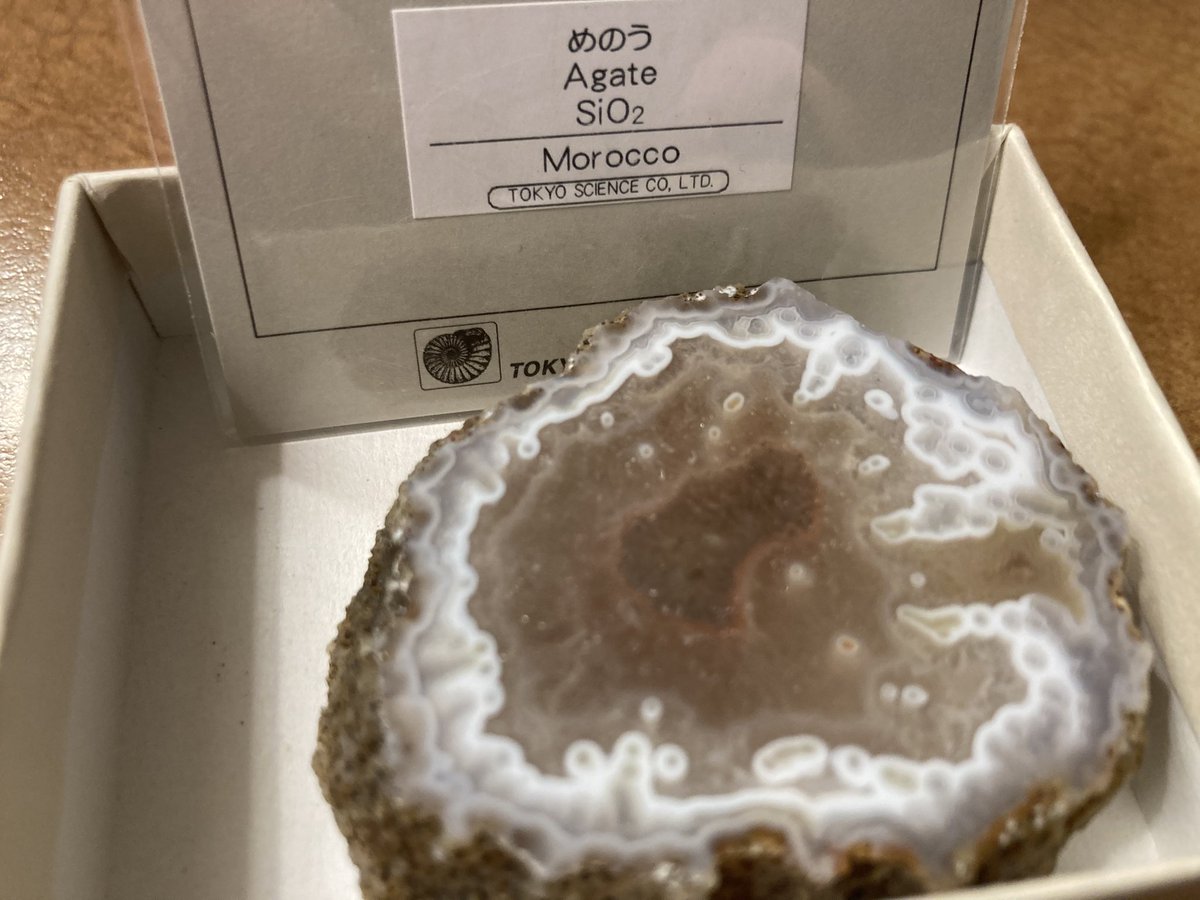 めのう
Agate
SiO₂
Morocco
TOKYO SCIENCE CO, LTD.